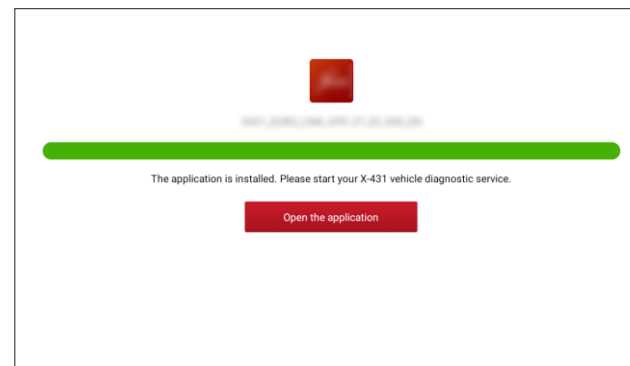 The application is installed. Please start your X-431 vehicle diagnostic service.
Open the application